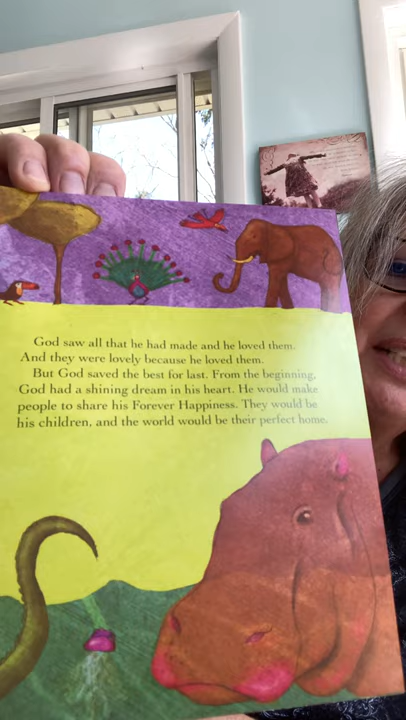 God saw all that he had made and he loved them.
And they were lovely because he loved them.
But God saved the best for last. From the beginning,
God had a shining dream in his heart. He would make
people to share his Forever Happiness. They would be
his children, and the world would be their perfect home.